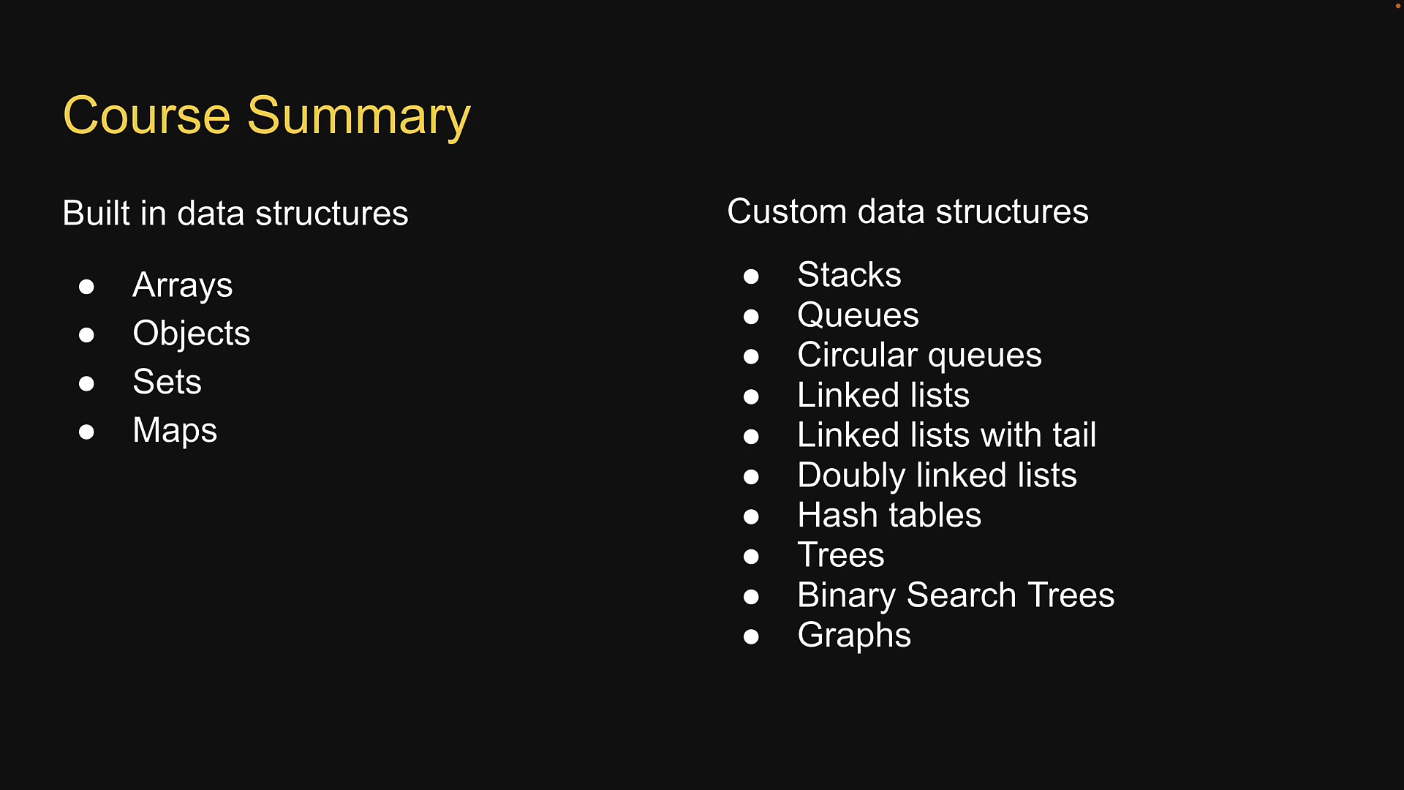 Course Summary
Built in data structures
● Arrays
● Objects
● Sets
● Maps
Custom data structures
● Stacks
● Queues
● Circular queues
● Linked lists
● Linked lists with tail
● Doubly linked lists
● Hash tables
● Trees
● Binary Search Trees
● Graphs